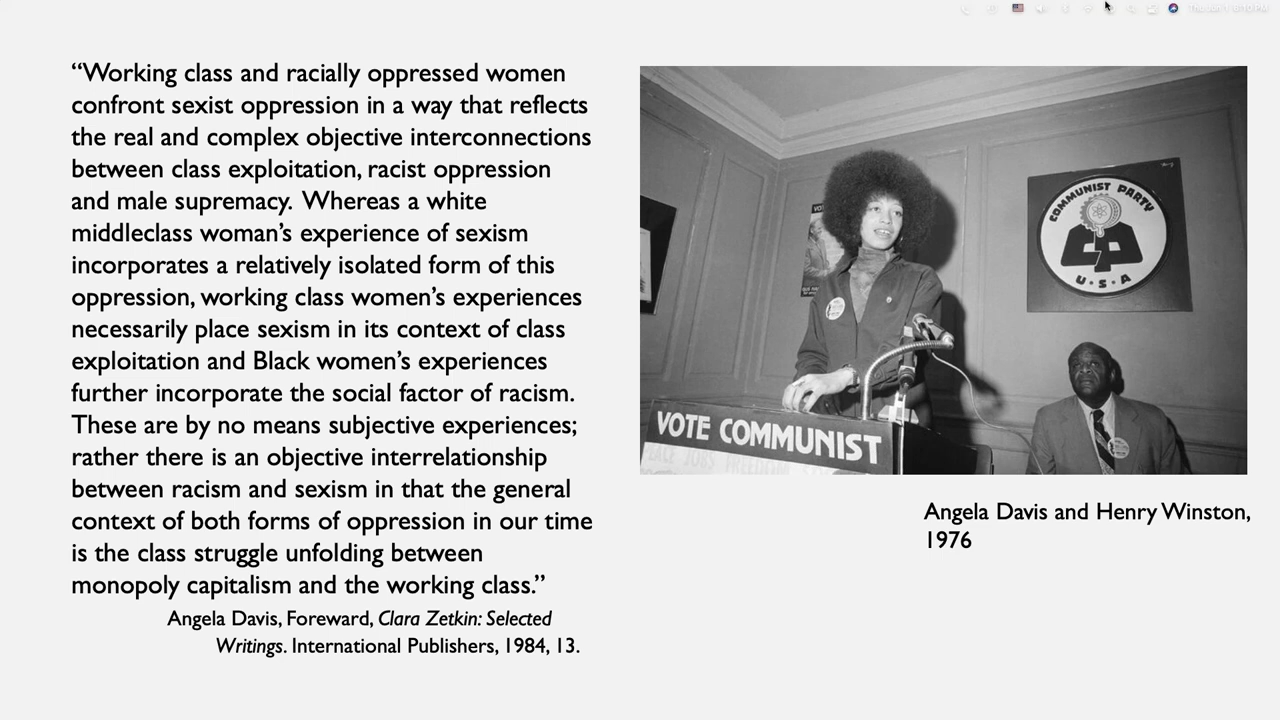 “Working class and racially oppressed women
confront sexist oppression in a way that reflects
the real and complex objective interconnections
between class exploitation, racist oppression
and male supremacy. Whereas a white
middleclass woman’s experience of sexism
incorporates a relatively isolated form of this
oppression, working class women’s experiences
necessarily place sexism in its context of class
exploitation and Black women’s experiences
further incorporate the social factor of racism.
These are by no means subjective experiences;
rather there is an objective interrelationship
between racism and sexism in that the general
context of both forms of oppression in our time
is the class struggle unfolding between
monopoly capitalism and the working class.”
Angela Davis, Foreward, Clara Zetkin: Selected
Writings. International Publishers, 1984, 13.
COMMUNIST PARTY
U·S·A
VOTE COMMUNIST
PEACE JOBS FREEDOM
Angela Davis and Henry Winston,
1976